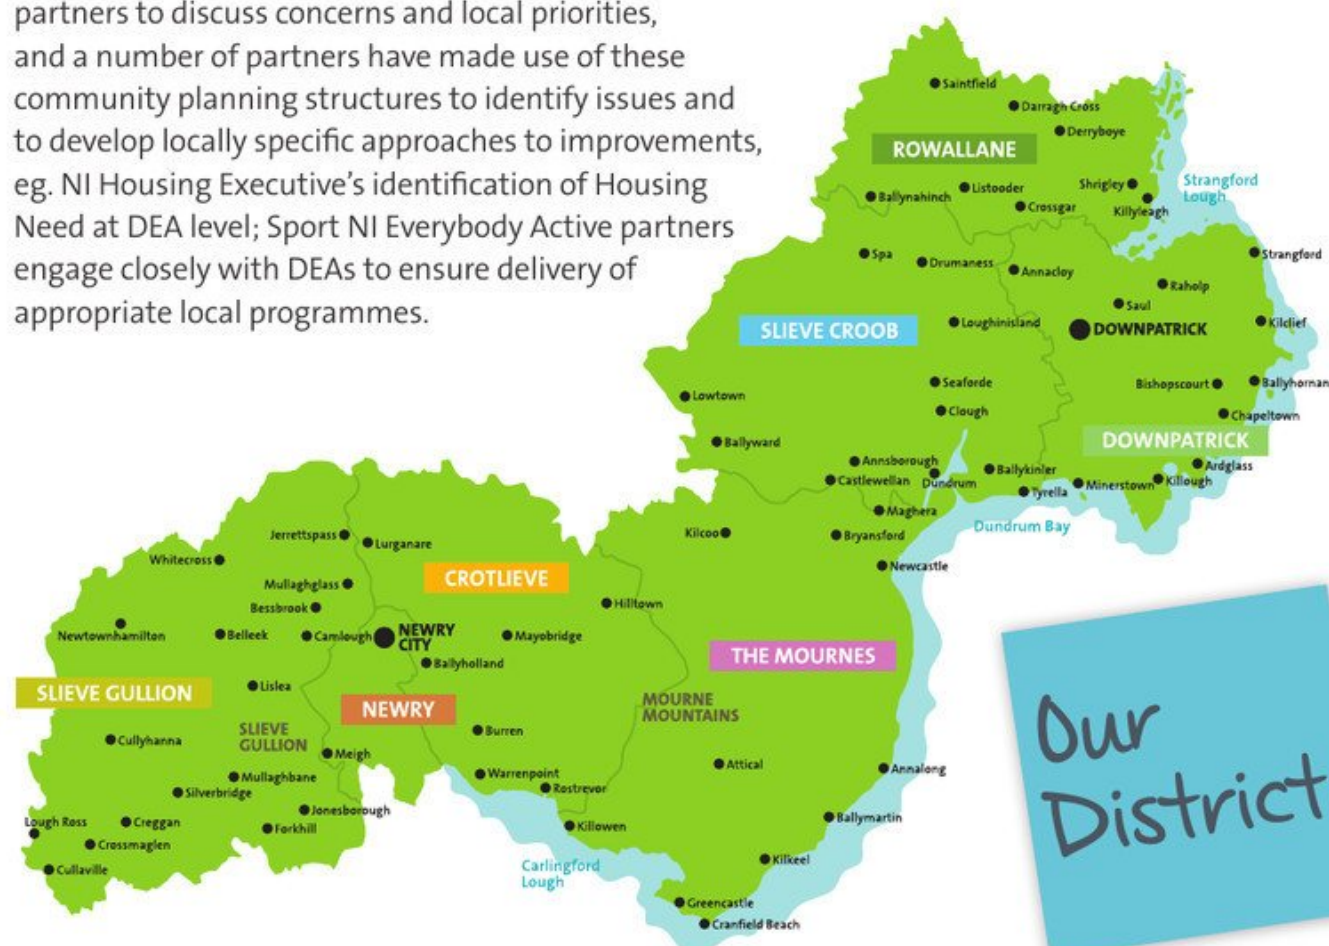 partners to discuss concerns and local priorities,
and a number of partners have made use of these
community planning structures to identify issues and
to develop locally specific approaches to improvements,
eg. NI Housing Executive's identification of Housing
Need at DEA level; Sport NI Everybody Active partners
engage closely with DEAs to ensure delivery of
appropriate local programmes.
Saintfield
Darragh Cross
Derryboye
ROWALLANE
Ballynahinch
Listooder
Shrigley
Crossgar
Killyleagh
Strangford
Lough
Spa
Drumaness
Annacloy
Strangford
Raholp
Saul
SLIEVE CROOB
Loughinisland
DOWNPATRICK
Kilclief
Lowtown
Seaforde
Bishopscourt
Ballyhornan
Clough
Chapeltown
Ballyward
DOWNPATRICK
Annsborough
Ballykinler
Ardglass
Castlewellan
Dundrum
Tyrella
Minerstown
Killough
Maghera
Dundrum Bay
Kilcoo
Bryansford
Newcastle
Jerrettspass
Lurganare
Whitecross
CROTLIEVE
Mullaghglass
Bessbrook
Hilltown
Newtownhamilton
Belleek
Camlough
NEWRY
CITY
Mayobridge
Ballyholland
THE MOURNES
SLIEVE GULLION
Lislea
NEWRY
MOURNE
MOUNTAINS
SLIEVE
GULLION
Burren
Cullyhanna
Meigh
Attical
Annalong
Mullaghbane
Warrenpoint
Silverbridge
Rostrevor
Jonesborough
Lough Ross
Creggan
Forkhill
Killowen
Ballymartin
Crossmaglen
Cullaville
Carlingford
Lough
Kilkeel
Greencastle
Cranfield Beach
Our
District